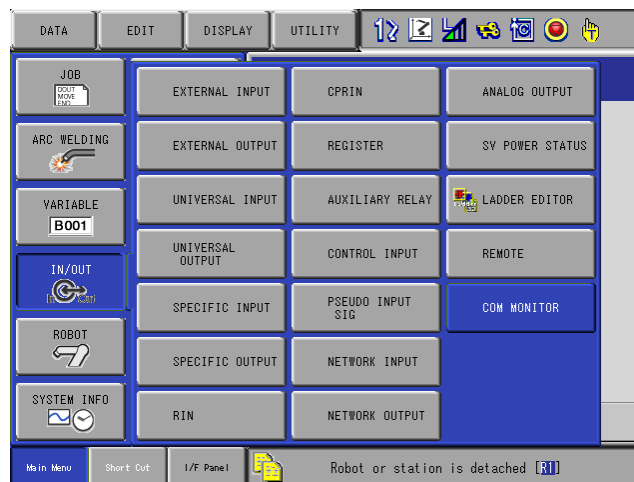 DATA EDIT DISPLAY UTILITY
JOB
DOUT
MOVE
END
ARC WELDING
VARIABLE
B001
IN/OUT
In Out
ROBOT
SYSTEM INFO
EXTERNAL INPUT
EXTERNAL OUTPUT
UNIVERSAL INPUT
UNIVERSAL
OUTPUT
SPECIFIC INPUT
SPECIFIC OUTPUT
RIN
CPRIN
REGISTER
AUXILIARY RELAY
CONTROL INPUT
PSEUDO INPUT
SIG
NETWORK INPUT
NETWORK OUTPUT
ANALOG OUTPUT
SV POWER STATUS
LADDER EDITOR
REMOTE
COM MONITOR
Main Menu Short Cut I/F Panel Robot or station is detached [R1]